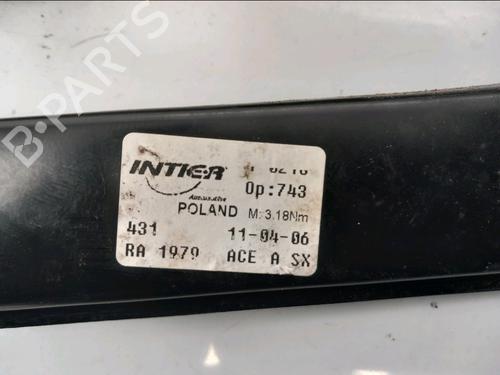 INTIER
Automotive
Op:743
POLAND M: 3.18Nm
431 11-04-06
RA 1979 ACE A SX
B-PARTS